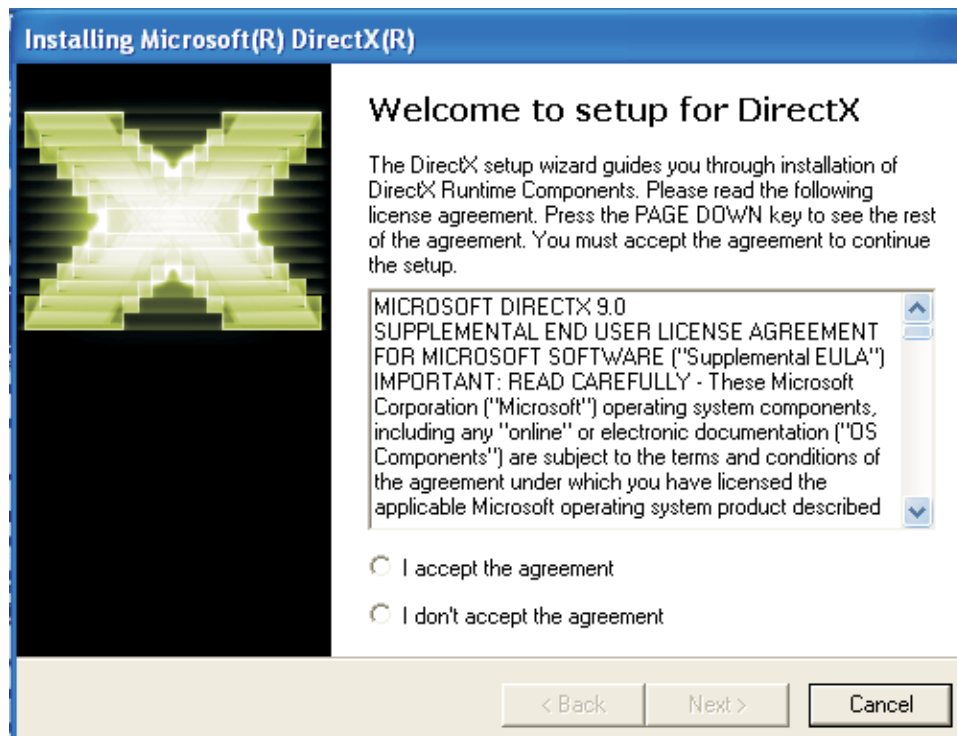 Installing Microsoft(R) DirectX(R)
Welcome to setup for DirectX
The DirectX setup wizard guides you through installation of
DirectX Runtime Components. Please read the following
license agreement. Press the PAGE DOWN key to see the rest
of the agreement. You must accept the agreement to continue
the setup.
MICROSOFT DIRECTX 9.0
SUPPLEMENTAL END USER LICENSE AGREEMENT
FOR MICROSOFT SOFTWARE ("Supplemental EULA")
IMPORTANT: READ CAREFULLY - These Microsoft
Corporation ("Microsoft") operating system components,
including any "online" or electronic documentation ("OS
Components") are subject to the terms and conditions of
the agreement under which you have licensed the
applicable Microsoft operating system product described
I accept the agreement
I don't accept the agreement
< Back
Next >
Cancel